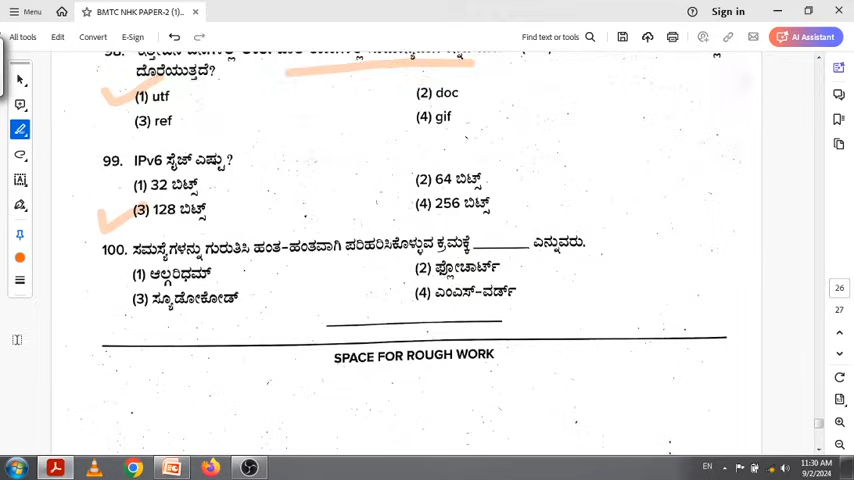 Menu
BMTC NHK PAPER-2 (1)...
+ Create
Sign in
All tools
Edit
Convert
E-Sign
Find text or tools
AI Assistant
98.
ದೊರೆಯುತ್ತದೆ?
(1) utf
(2) doc
(3) ref
(4) gif
99. IPv6 ಸೈಜ್ ಎಷ್ಟು?
(1) 32 ಬಿಟ್ಸ್
(2) 64 ಬಿಟ್ಸ್
(3) 128 ಬಿಟ್ಸ್
(4) 256 ಬಿಟ್ಸ್
100. ಸಮಸ್ಯೆಗಳನ್ನು ಗುರುತಿಸಿ ಹಂತ-ಹಂತವಾಗಿ ಪರಿಹರಿಸಿಕೊಳ್ಳುವ ಕ್ರಮಕ್ಕೆ ________ ಎನ್ನುವರು.
(1) ಆಲ್ಗರಿಧಮ್
(2) ಫ್ಲೋಚಾರ್ಟ್
(3) ಸ್ಯೂಡೋಕೋಡ್
(4) ಎಂಎಸ್-ವರ್ಡ್
SPACE FOR ROUGH WORK
26
27
EN
11:30 AM
9/2/2024